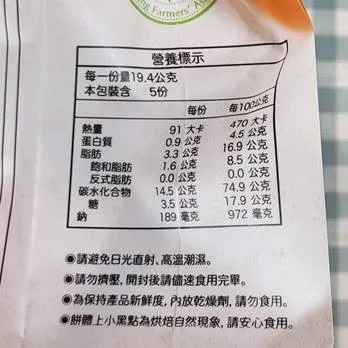 ing Farmers' A
營養標示
每一份量19.4公克
本包裝含 5份
每份 每100公克
熱量 91 大卡 470 大卡
蛋白質 0.9 公克 4.5 公克
脂肪 3.3 公克 16.9 公克
飽和脂肪 1.6 公克 8.5 公克
反式脂肪 0.0 公克 0.0 公克
碳水化合物 14.5 公克 74.9 公克
糖 3.5 公克 17.9 公克
鈉 189 毫克 972 毫克
◉請避免日光直射、高溫潮濕。
◉請勿擠壓,開封後請儘速食用完畢。
◉為保持產品新鮮度,內放乾燥劑,請勿食用。
◉餅體上小黑點為烘焙自然現象,請安心食用。